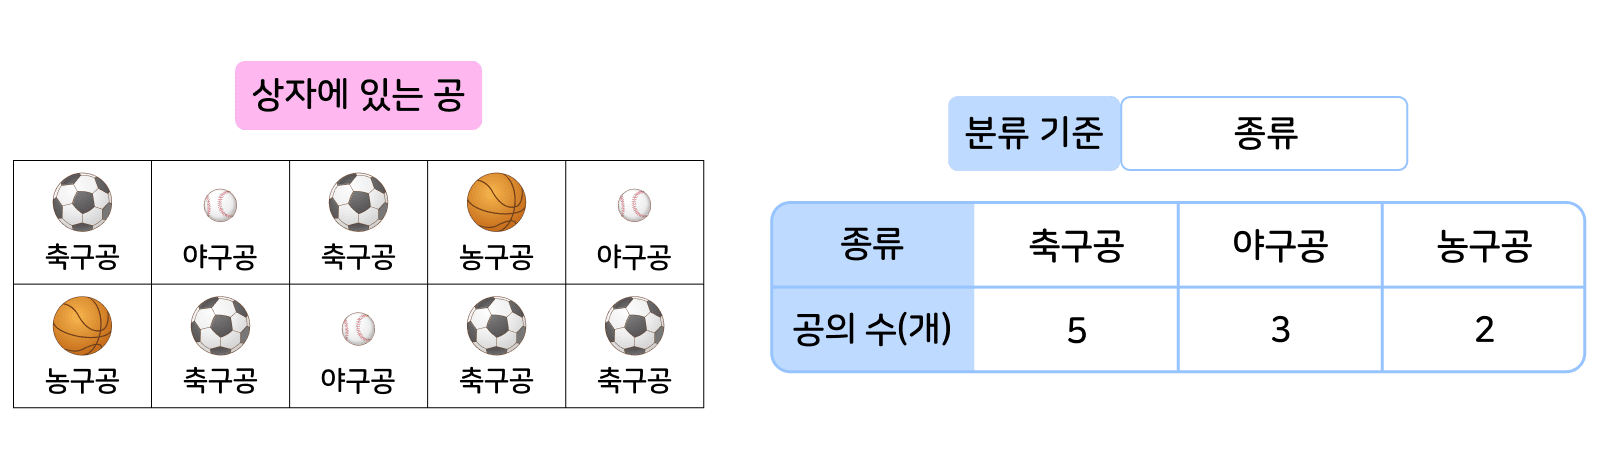 상자에 있는 공
축구공 야구공 축구공 농구공 야구공
농구공 축구공 야구공 축구공 축구공
분류 기준 종류
종류 축구공 야구공 농구공
공의 수(개) 5 3 2